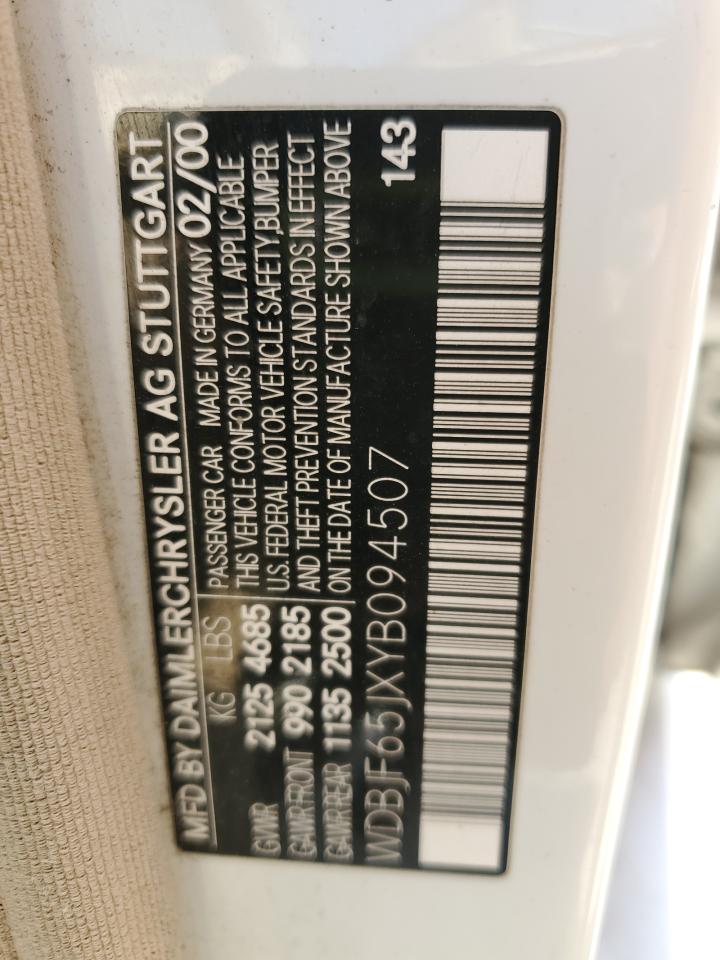 MFD BY DAIMLERCHRYSLER AG STUTTGART
PASSENGER CAR MADE IN GERMANY 02/00
KG LBS
THIS VEHICLE CONFORMS TO ALL APPLICABLE
GVWR 2125 4685
U.S. FEDERAL MOTOR VEHICLE SAFETY,BUMPER
GAWR-FRONT 990 2185
AND THEFT PREVENTION STANDARDS IN EFFECT
GAWR-REAR 1135 2500
ON THE DATE OF MANUFACTURE SHOWN ABOVE
WDBJF65JXYB094507
143